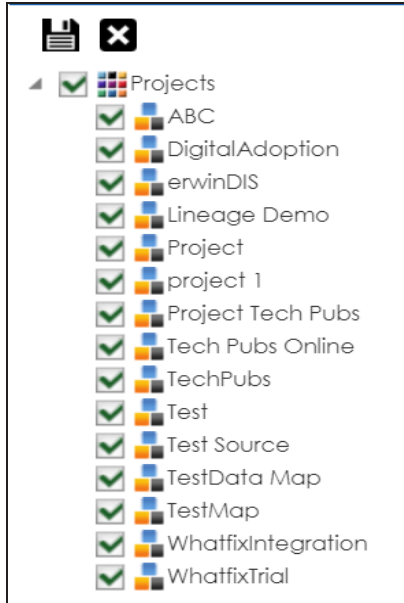 Projects
ABC
DigitalAdoption
erwinDIS
Lineage Demo
Project
project 1
Project Tech Pubs
Tech Pubs Online
TechPubs
Test
Test Source
TestData Map
TestMap
WhatfixIntegration
WhatfixTrial